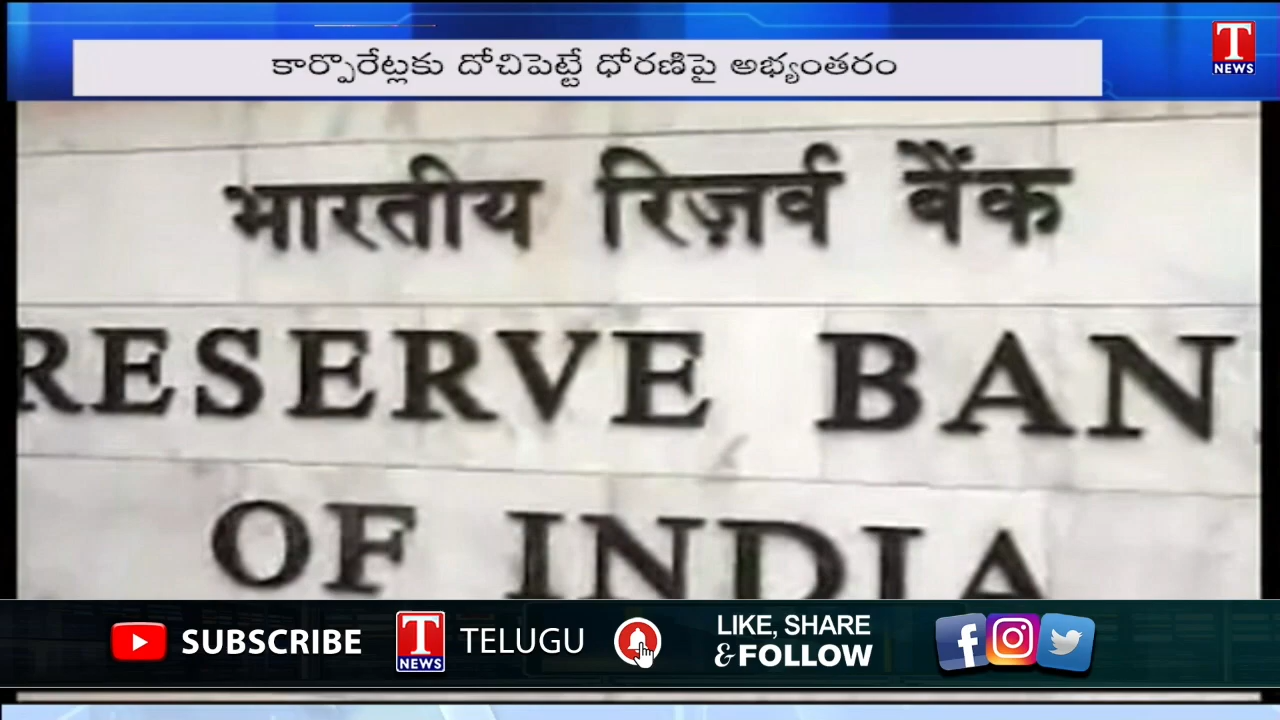 కార్పొరేట్లకు దోచిపెట్టే ధోరణిపై అభ్యంతరం
T
NEWS
भारतीय रिज़र्व बैंक
RESERVE BAN
OF INDIA
SUBSCRIBE
T
NEWS
TELUGU
LIKE, SHARE
& FOLLOW